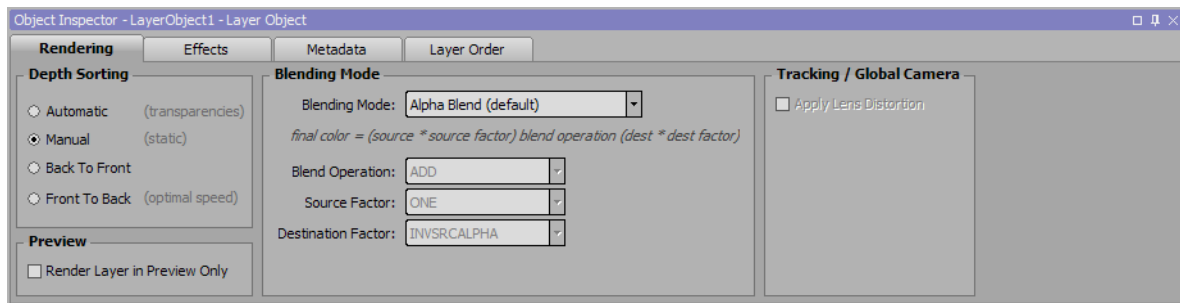 Object Inspector - LayerObject1 - Layer Object
Rendering Effects Metadata Layer Order
Depth Sorting
Automatic (transparencies)
Manual (static)
Back To Front
Front To Back (optimal speed)
Preview
Render Layer in Preview Only
Blending Mode
Blending Mode: Alpha Blend (default)
final color = (source * source factor) blend operation (dest * dest factor)
Blend Operation: ADD
Source Factor: ONE
Destination Factor: INVSRCALPHA
Tracking / Global Camera
Apply Lens Distortion